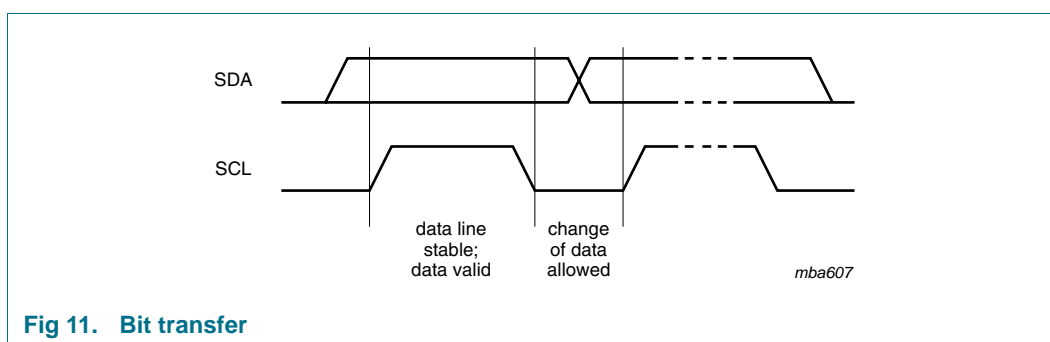 SDA
SCL
data line
stable;
data valid
change
of data
allowed
mba607
Fig 11. Bit transfer